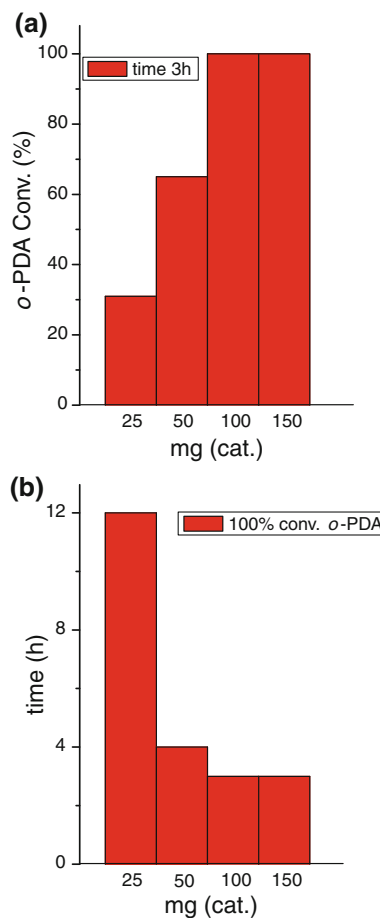 (a)
100
time 3h
80
60
40
20
0
o-PDA Conv. (%)
25 50 100 150
mg (cat.)
(b)
12
100% conv. o-PDA
8
4
0
time (h)
25 50 100 150
mg (cat.)